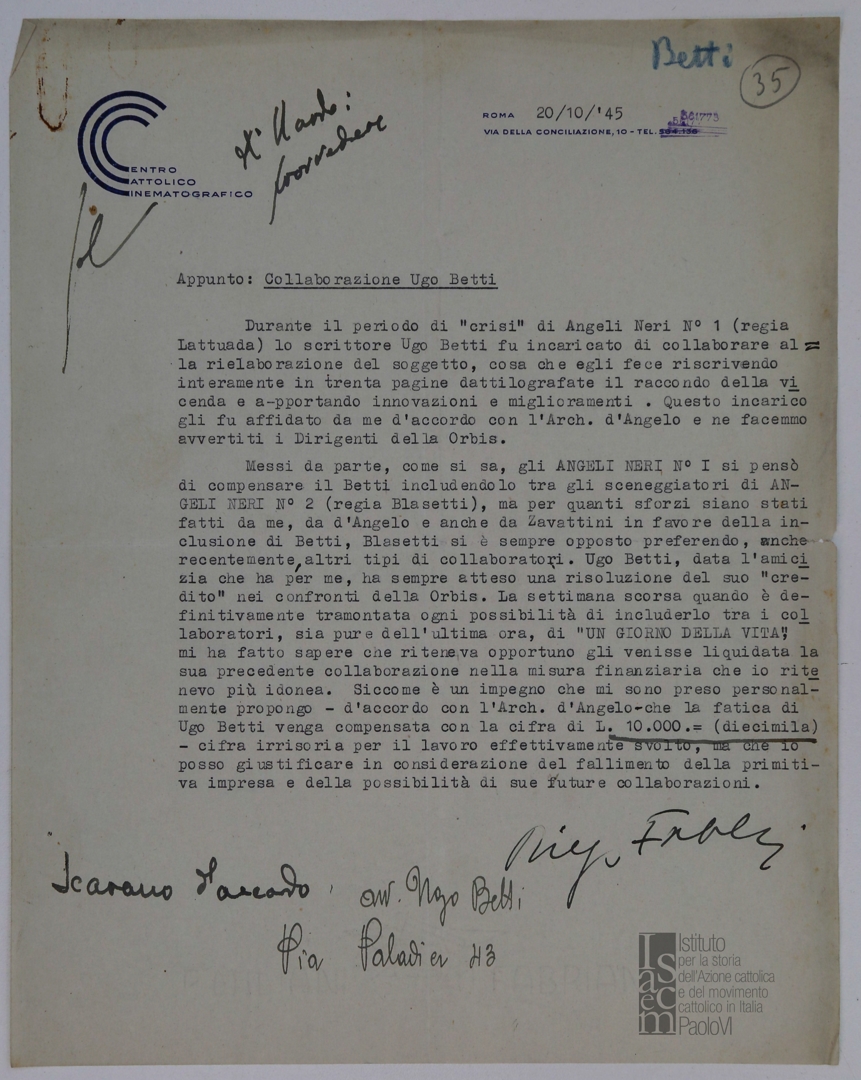 Betti
35
ROMA 20/10/'45
VIA DELLA CONCILIAZIONE, 10 - TEL.
CENTRO
CATTOLICO
CINEMATOGRAFICO
provvedere
Appunto: Collaborazione Ugo Betti
Durante il periodo di "crisi" di Angeli Neri N° 1 (regia
Lattuada) lo scrittore Ugo Betti fu incaricato di collaborare al=
la rielaborazione del soggetto, cosa che egli fece riscrivendo
interamente in trenta pagine dattilografate il raccondo della vi
cenda e a-pportando innovazioni e miglioramenti . Questo incarico
gli fu affidato da me d'accordo con l'Arch. d'Angelo e ne facemmo
avvertiti i Dirigenti della Orbis.
Messi da parte, come si sa, gli ANGELI NERI N° I si pensò
di compensare il Betti includendolo tra gli sceneggiatori di AN-
GELI NERI N° 2 (regia Blasetti), ma per quanti sforzi siano stati
fatti da me, da d'Angelo e anche da Zavattini in favore della in-
clusione di Betti, Blasetti si è sempre opposto preferendo, anche
recentemente, altri tipi di collaboratori. Ugo Betti, data l'amici
zia che ha per me, ha sempre atteso una risoluzione del suo "cre-
dito" nei confronti della Orbis. La settimana scorsa quando è de-
finitivamente tramontata ogni possibilità di includerlo tra i col
laboratori, sia pure dell'ultima ora, di "UN GIORNO DELLA VITA",
mi ha fatto sapere che riteneva opportuno gli venisse liquidata la
sua precedente collaborazione nella misura finanziaria che io rite
nevo più idonea. Siccome è un impegno che mi sono preso personal-
mente propongo - d'accordo con l'Arch. d'Angelo-che la fatica di
Ugo Betti venga compensata con la cifra di L. 10.000.= (diecimila)
- cifra irrisoria per il lavoro effettivamente svolto, ma che io
posso giustificare in considerazione del fallimento della primiti-
va impresa e della possibilità di sue future collaborazioni.
Diego Fabbri
avv. Ugo Betti
Via Paladier 43
Isacem
Istituto
per la storia
dell'Azione cattolica
e del movimento
cattolico in Italia
PaoloVI